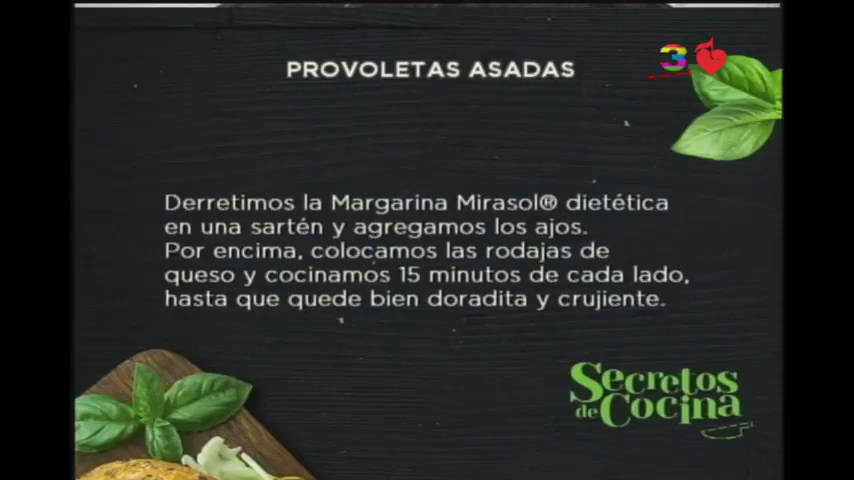 PROVOLETAS ASADAS
3
Derretimos la Margarina Mirasol® dietética
en una sartén y agregamos los ajos.
Por encima, colocamos las rodajas de
queso y cocinamos 15 minutos de cada lado,
hasta que quede bien doradita y crujiente.
Secretos
de Cocina